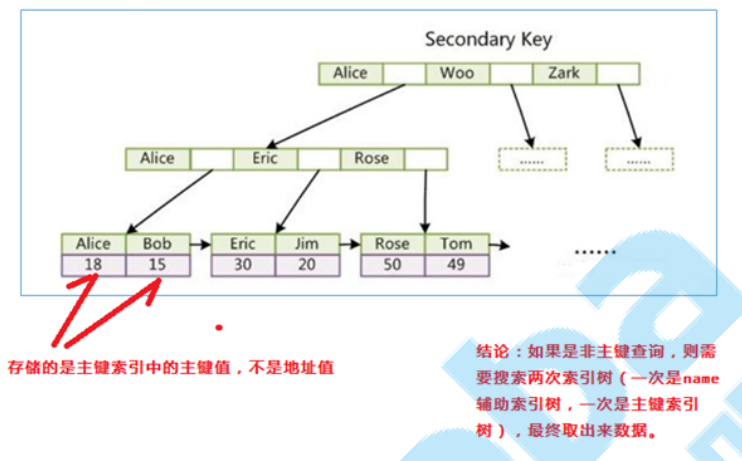 Secondary Key
Alice Woo Zark
Alice Eric Rose
...... ......
Alice Bob Eric Jim Rose Tom
18 15 30 20 50 49
......
存储的是主键索引中的主键值，不是地址值
结论：如果是非主键查询，则需
要搜索两次索引树（一次是name
辅助索引树，一次是主键索引
树），最终取出来数据。